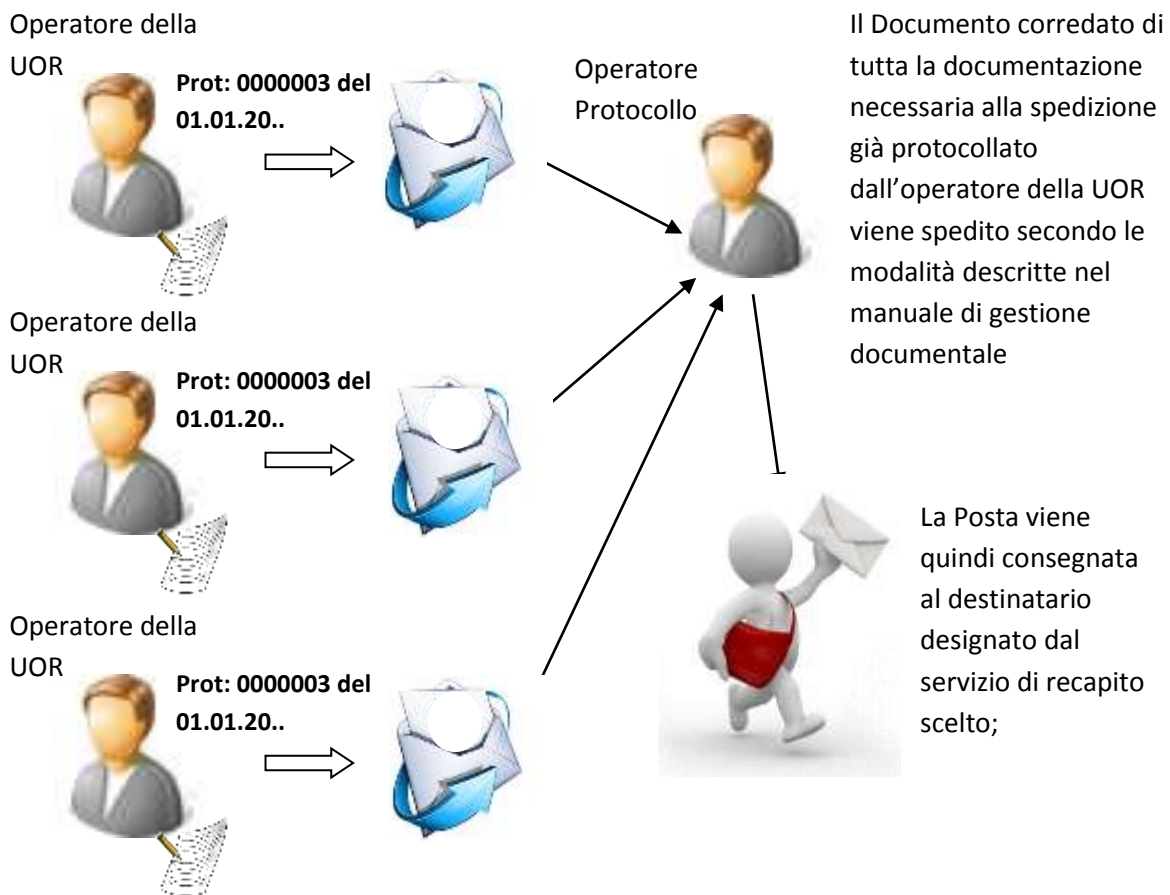 Operatore della
UOR
Prot: 0000003 del
01.01.20..
Operatore
Protocollo
Il Documento corredato di
tutta la documentazione
necessaria alla spedizione
già protocollato
dall’operatore della UOR
viene spedito secondo le
modalità descritte nel
manuale di gestione
documentale
Operatore della
UOR
Prot: 0000003 del
01.01.20..
La Posta viene
quindi consegnata
al destinatario
designato dal
servizio di recapito
scelto;
Operatore della
UOR
Prot: 0000003 del
01.01.20..